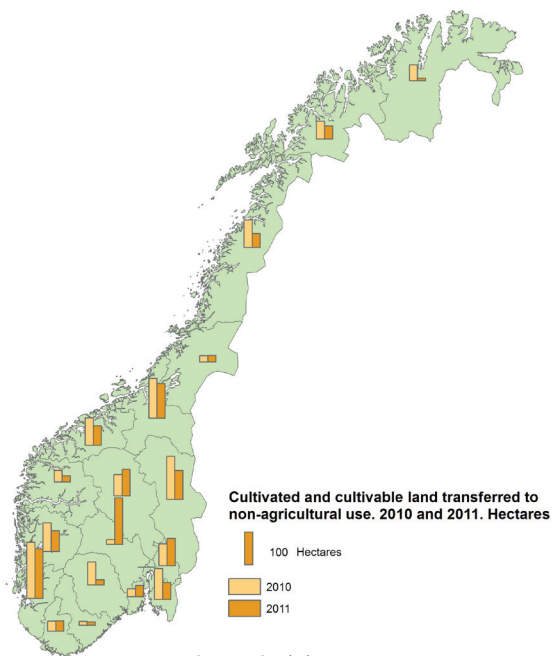 Cultivated and cultivable land transferred to
non-agricultural use. 2010 and 2011. Hectares
100 Hectares
2010
2011